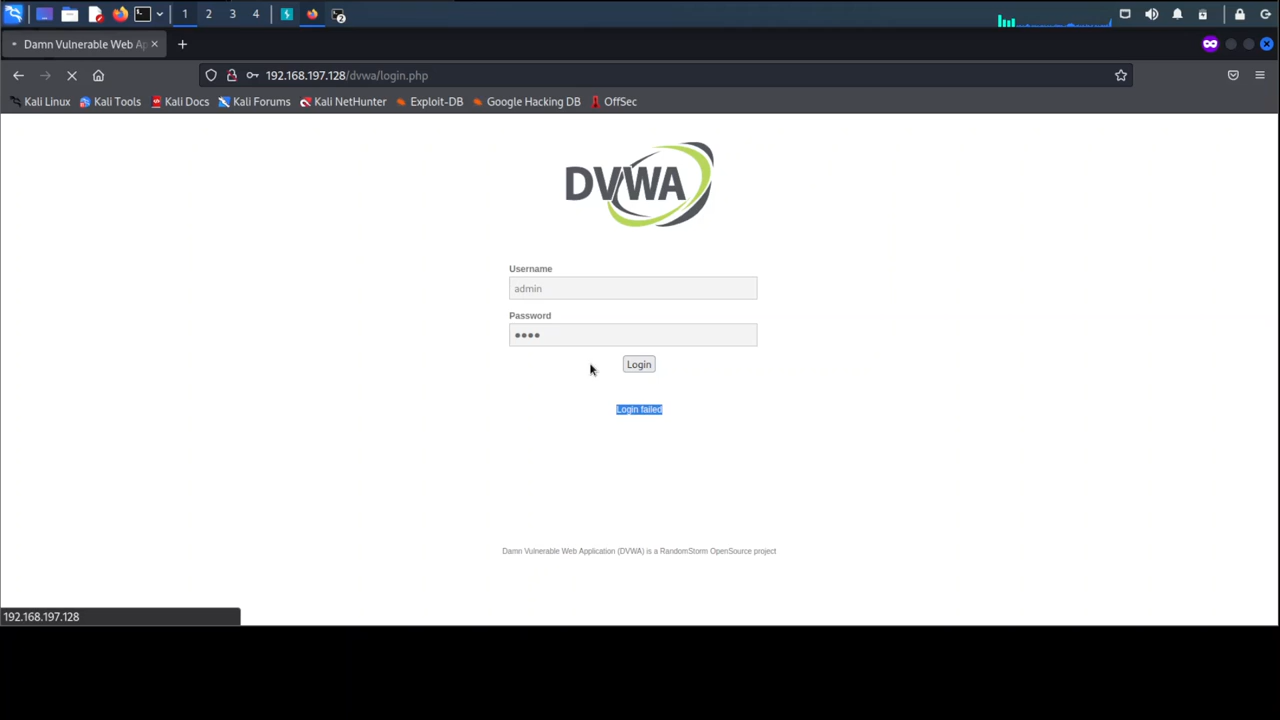 1 2 3 4 2
Damn Vulnerable Web Ap
192.168.197.128/dvwa/login.php
Kali Linux Kali Tools Kali Docs Kali Forums Kali NetHunter Exploit-DB Google Hacking DB OffSec
DVWA
Username
admin
Password
Login
Login failed
Damn Vulnerable Web Application (DVWA) is a RandomStorm OpenSource project
192.168.197.128